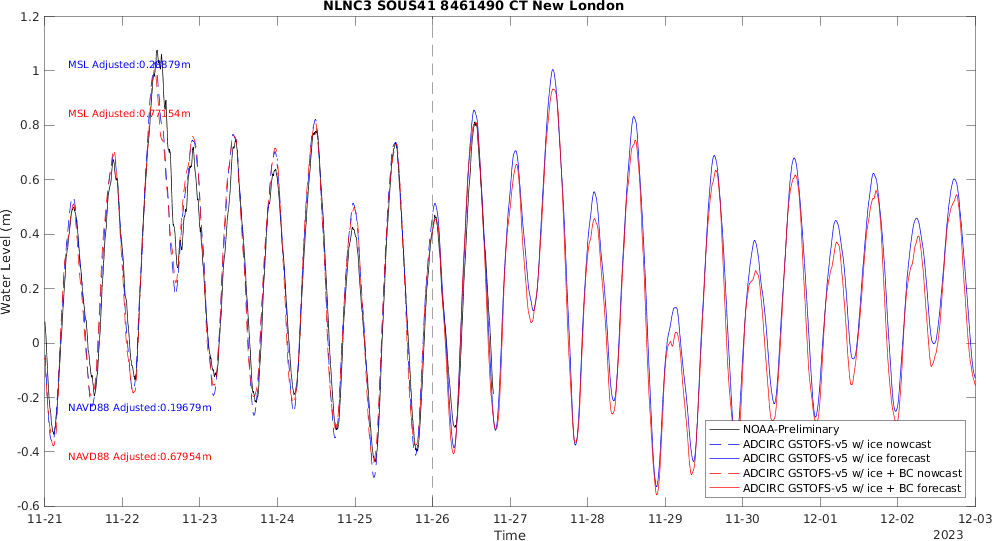 NLNC3 SOUS41 8461490 CT New London
1.2
1
0.8
0.6
0.4
0.2
0
-0.2
-0.4
-0.6
Water Level (m)
MSL Adjusted:0.28879m
MSL Adjusted:0.77154m
NAVD88 Adjusted:0.19679m
NAVD88 Adjusted:0.67954m
NOAA-Preliminary
ADCIRC GSTOFS-v5 w/ ice nowcast
ADCIRC GSTOFS-v5 w/ ice forecast
ADCIRC GSTOFS-v5 w/ ice + BC nowcast
ADCIRC GSTOFS-v5 w/ ice + BC forecast
11-21 11-22 11-23 11-24 11-25 11-26 11-27 11-28 11-29 11-30 12-01 12-02 12-03
Time
2023